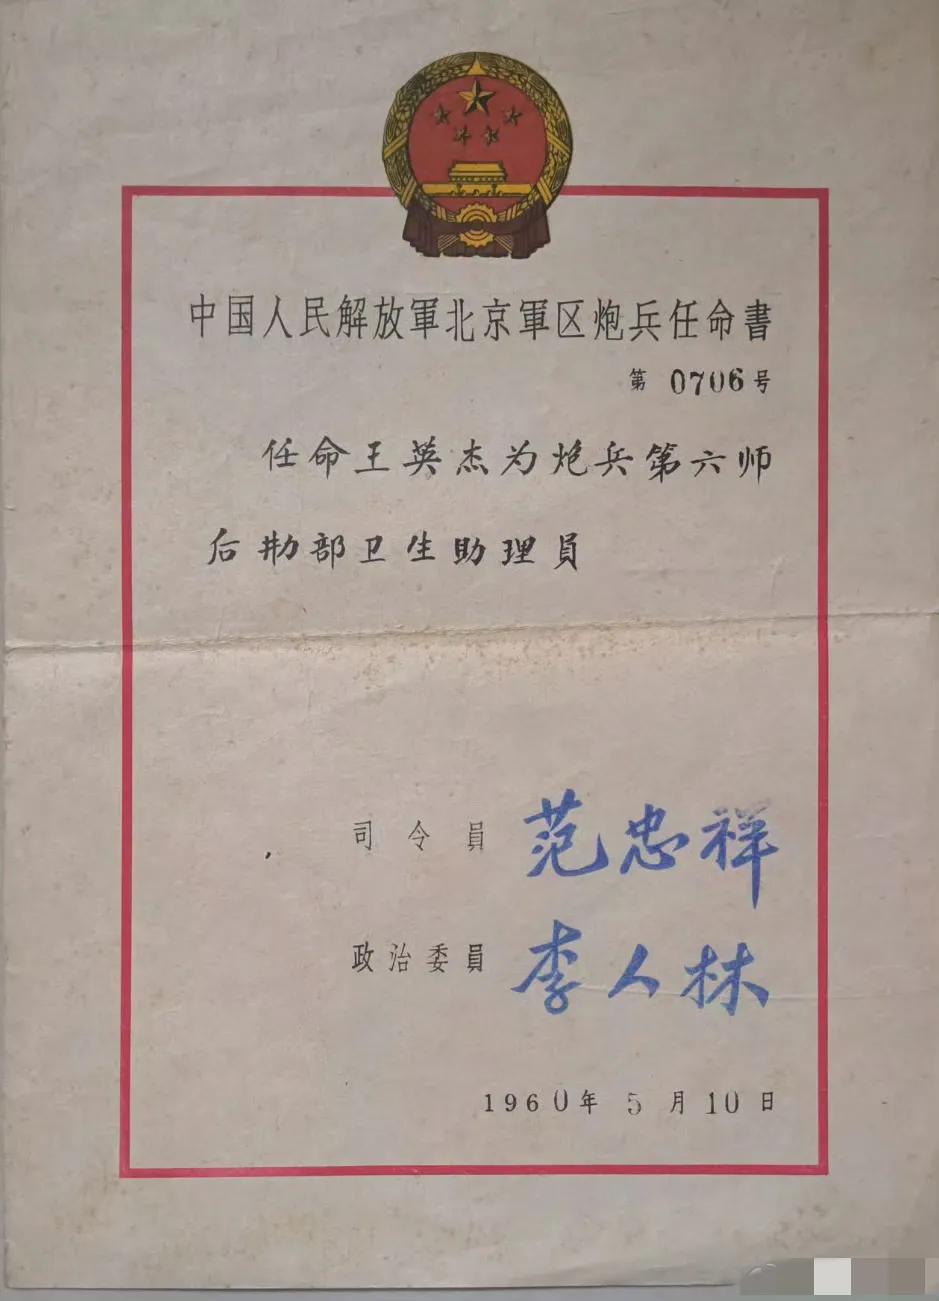 中国人民解放軍北京軍区炮兵任命書
第 0706 号
任命王英杰为炮兵第六师
后勤部卫生助理員
司令員 范忠祥
政治委員 李人林
1960年 5 月 10 日